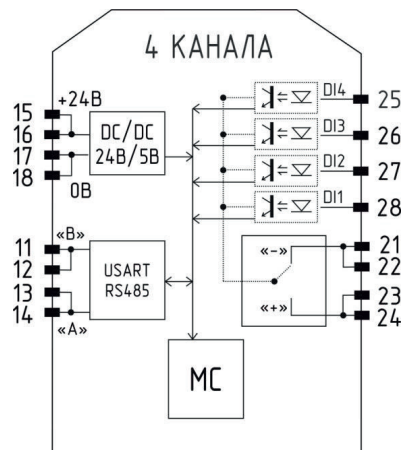 4 КАНАЛА
15 +24В
16
17
18 0В
DC/DC
24В/5В
DI4 25
DI3 26
DI2 27
DI1 28
11 «В»
12
13
14 «А»
USART
RS485
«-» 21
22
23
«+» 24
МС